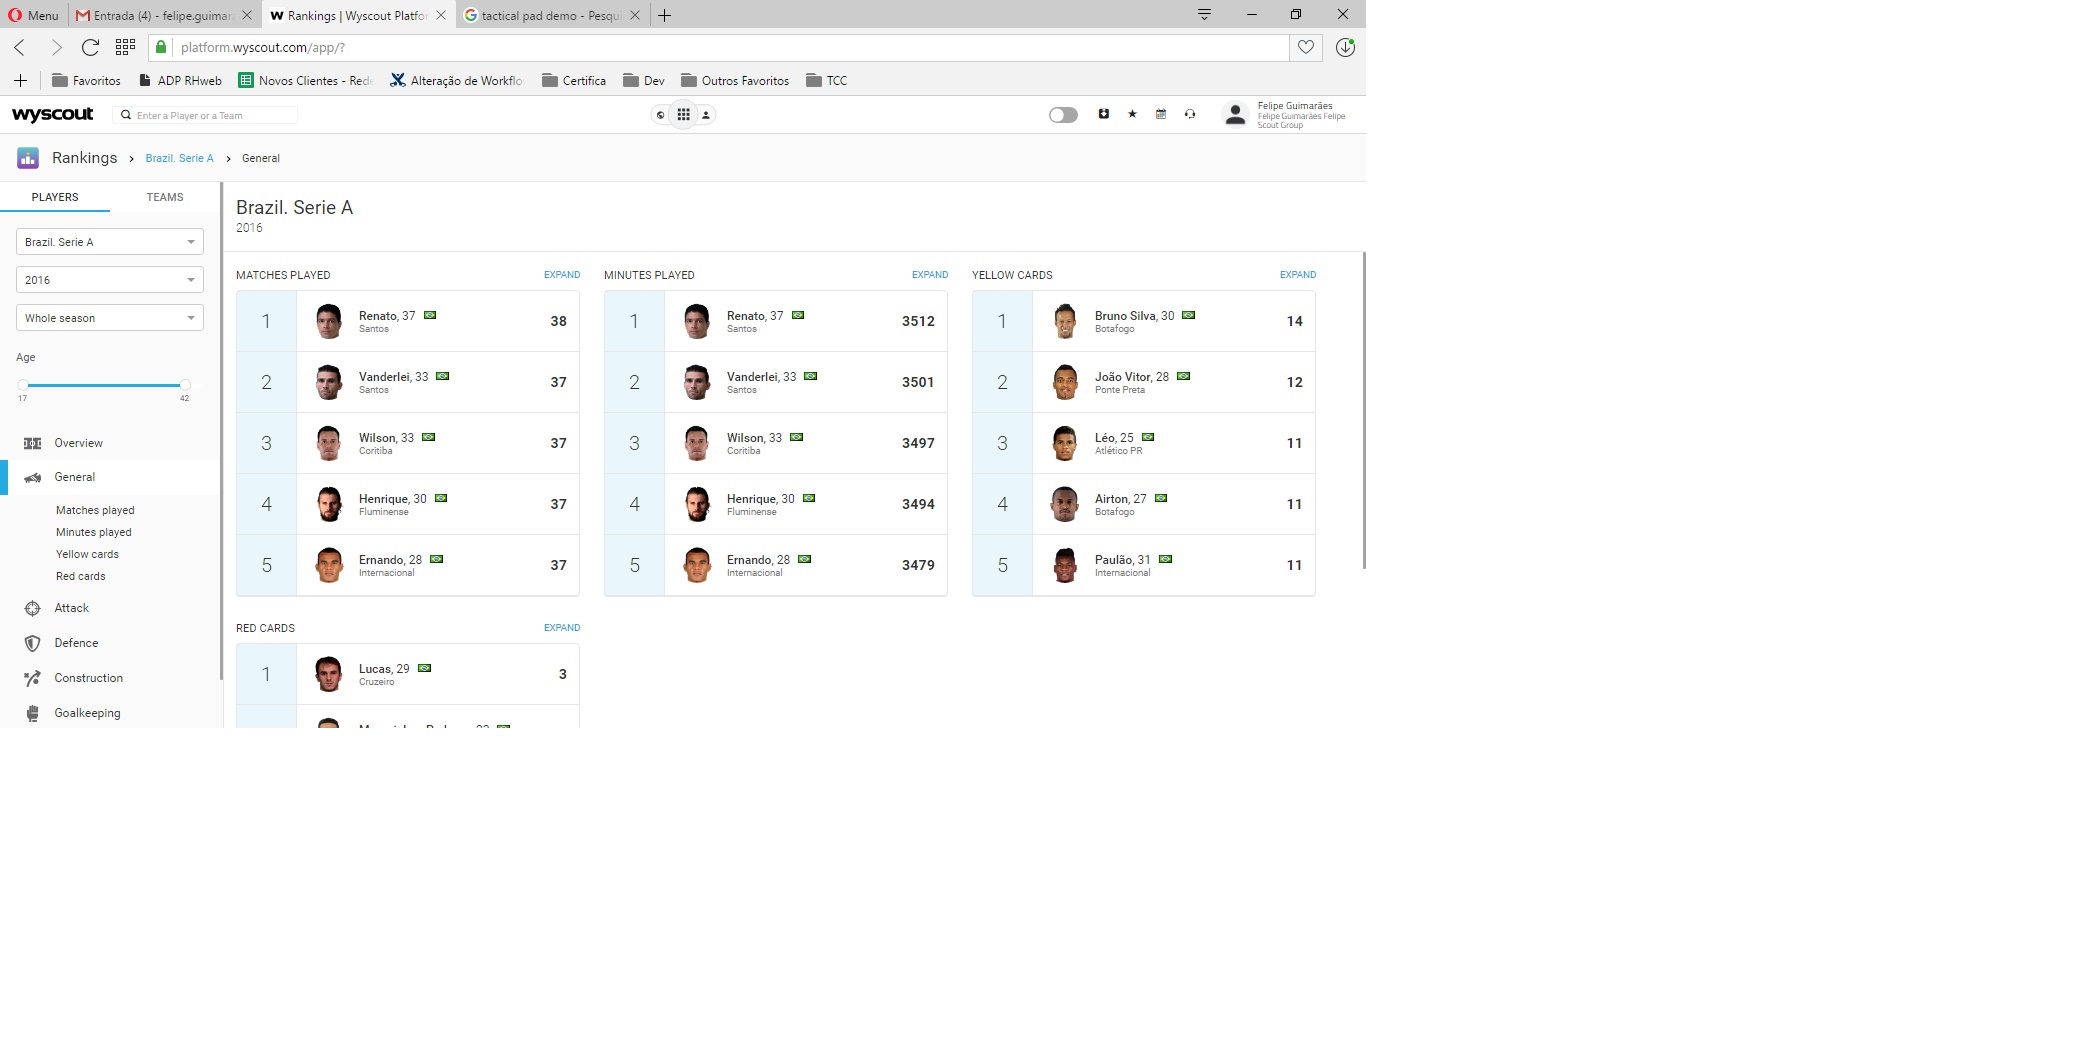 Menu
Entrada (4) - felipe.guimar
Rankings | Wyscout Platfor
tactical pad demo - Pesqu
platform.wyscout.com/app/?
Favoritos
ADP RHweb
Novos Clientes - Rede
Alteração de Workflo
Certifica
Dev
Outros Favoritos
TCC
wyscout
Enter a Player or a Team
Felipe Guimarães
Felipe Guimarães Felipe
Scout Group
Rankings > Brazil. Serie A > General
PLAYERS
TEAMS
Brazil. Serie A
2016
Whole season
Age
17
42
Overview
General
Matches played
Minutes played
Yellow cards
Red cards
Attack
Defence
Construction
Goalkeeping
Brazil. Serie A
2016
MATCHES PLAYED
EXPAND
1
Renato, 37
Santos
38
2
Vanderlei, 33
Santos
37
3
Wilson, 33
Coritiba
37
4
Henrique, 30
Fluminense
37
5
Ernando, 28
Internacional
37
MINUTES PLAYED
EXPAND
1
Renato, 37
Santos
3512
2
Vanderlei, 33
Santos
3501
3
Wilson, 33
Coritiba
3497
4
Henrique, 30
Fluminense
3494
5
Ernando, 28
Internacional
3479
YELLOW CARDS
EXPAND
1
Bruno Silva, 30
Botafogo
14
2
João Vitor, 28
Ponte Preta
12
3
Léo, 25
Atlético PR
11
4
Airton, 27
Botafogo
11
5
Paulão, 31
Internacional
11
RED CARDS
EXPAND
1
Lucas, 29
Cruzeiro
3